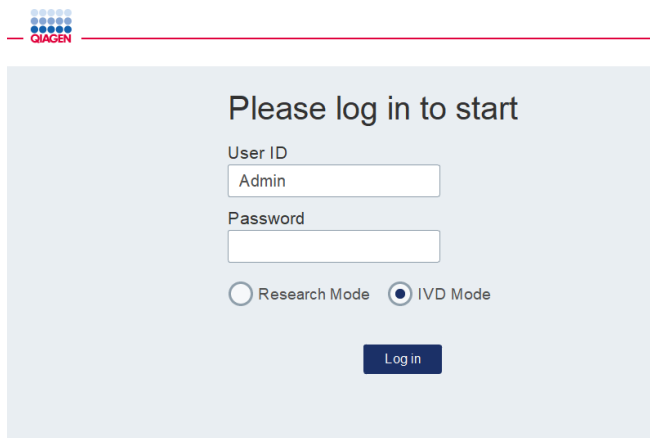 QIAGEN
Please log in to start
User ID
Admin
Password
Research Mode IVD Mode
Log in